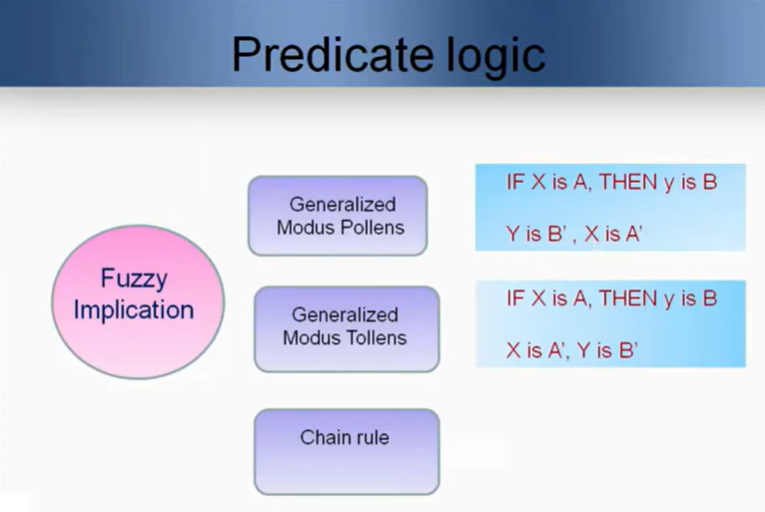 Predicate logic
Fuzzy
Implication
Generalized
Modus Pollens
IF X is A, THEN y is B
Y is B' , X is A'
Generalized
Modus Tollens
IF X is A, THEN y is B
X is A', Y is B'
Chain rule